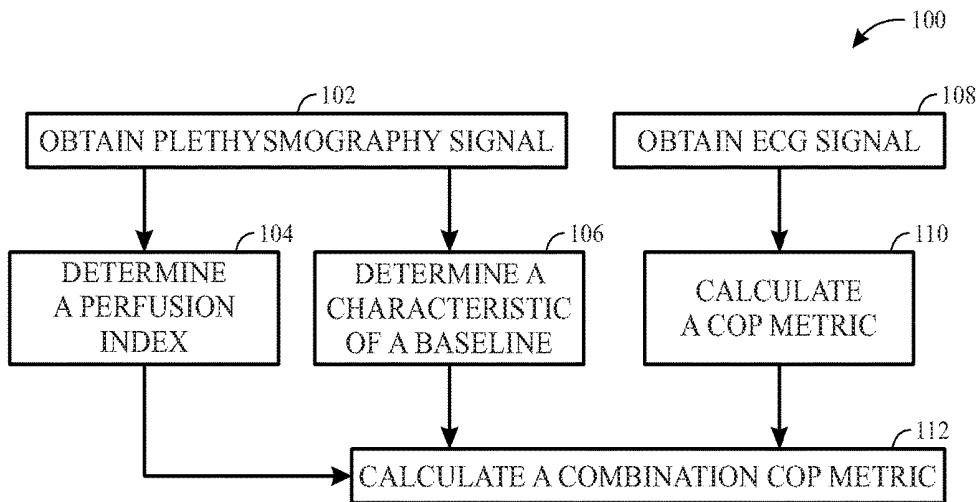 100
102
OBTAIN PLETHYSMOGRAPHY SIGNAL
108
OBTAIN ECG SIGNAL
104
DETERMINE
A PERFUSION
INDEX
106
DETERMINE A
CHARACTERISTIC
OF A BASELINE
110
CALCULATE
A COP METRIC
112
CALCULATE A COMBINATION COP METRIC